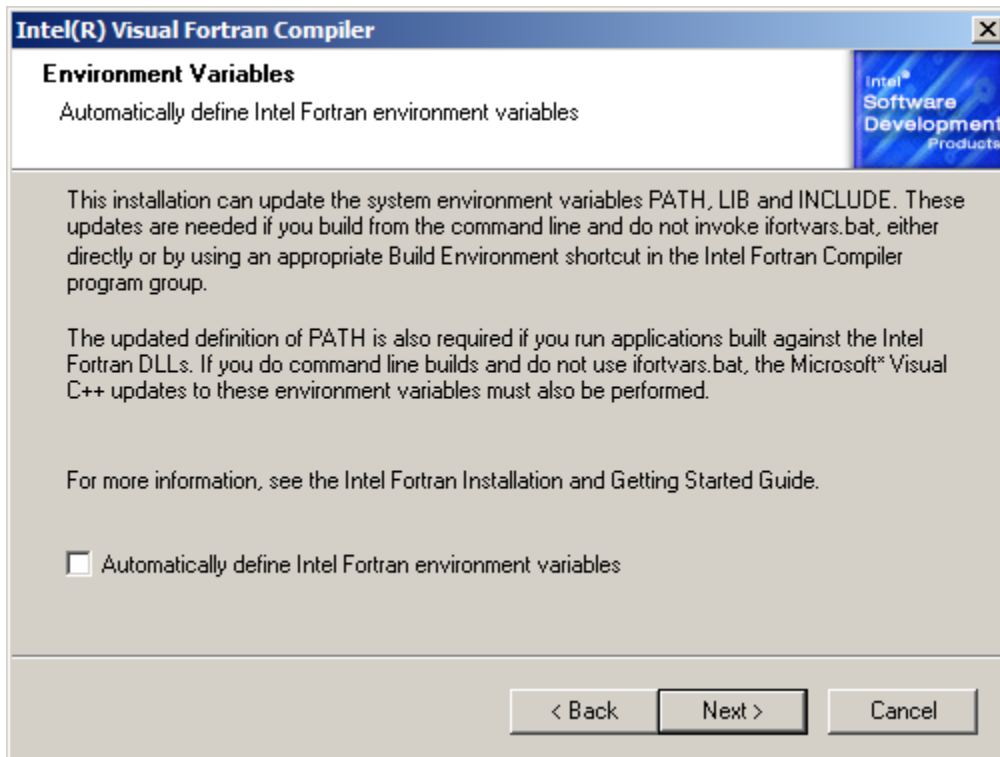 Intel(R) Visual Fortran Compiler
Environment Variables
Automatically define Intel Fortran environment variables
Intel®
Software
Development
Products
This installation can update the system environment variables PATH, LIB and INCLUDE. These
updates are needed if you build from the command line and do not invoke ifortvars.bat, either
directly or by using an appropriate Build Environment shortcut in the Intel Fortran Compiler
program group.
The updated definition of PATH is also required if you run applications built against the Intel
Fortran DLLs. If you do command line builds and do not use ifortvars.bat, the Microsoft* Visual
C++ updates to these environment variables must also be performed.
For more information, see the Intel Fortran Installation and Getting Started Guide.
Automatically define Intel Fortran environment variables
< Back
Next >
Cancel